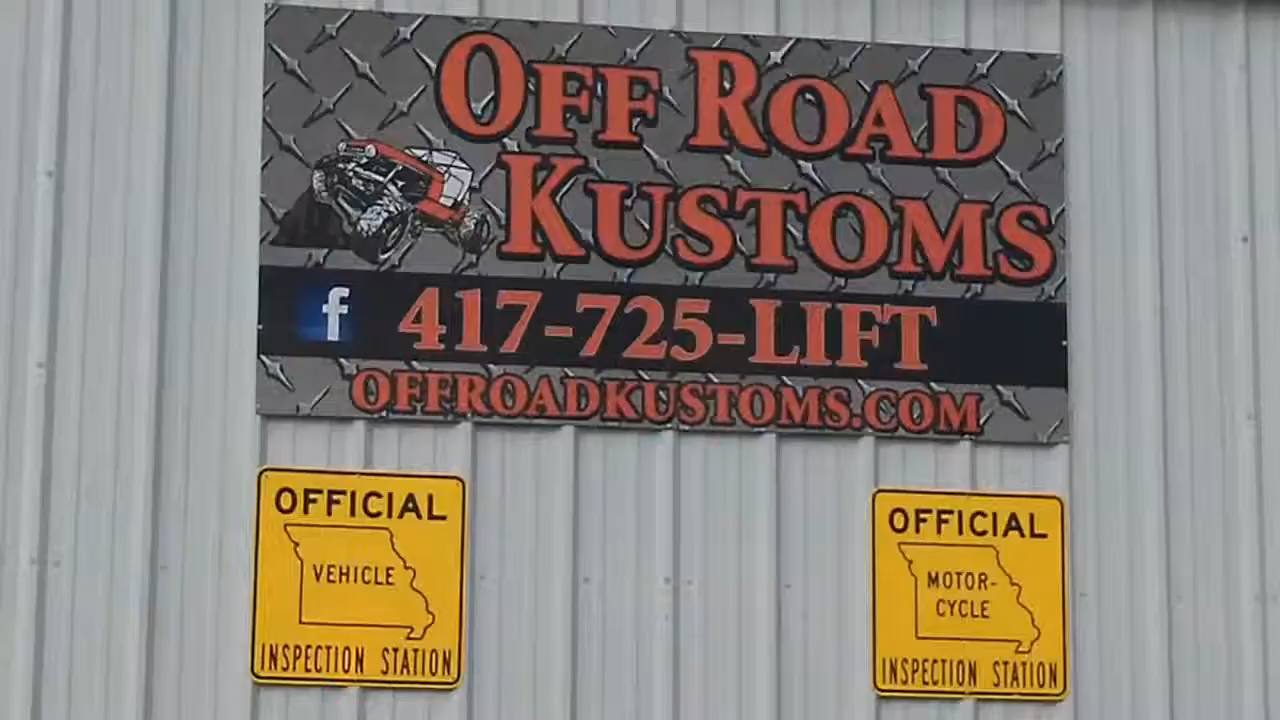 OFF ROAD
KUSTOMS
f 417-725-LIFT
OFFROADKUSTOMS.COM
OFFICIAL
VEHICLE
INSPECTION STATION
OFFICIAL
MOTOR-
CYCLE
INSPECTION STATION